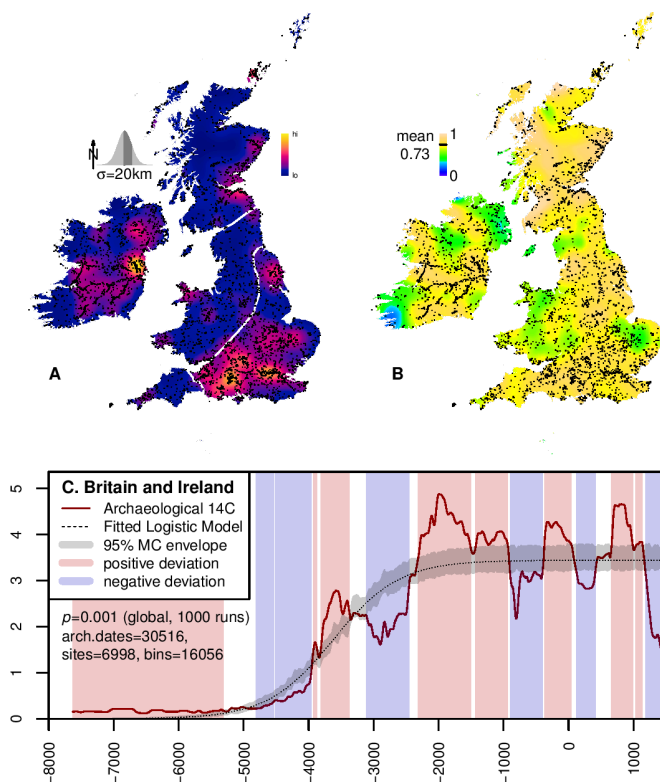 N
σ=20km
hi
lo
A
mean
0.73
1
0
B
C. Britain and Ireland
Archaeological 14C
Fitted Logistic Model
95% MC envelope
positive deviation
negative deviation
p=0.001 (global, 1000 runs)
arch.dates=30516,
sites=6998, bins=16056
5
4
3
2
1
0
-8000
-7000
-6000
-5000
-4000
-3000
-2000
-1000
0
1000